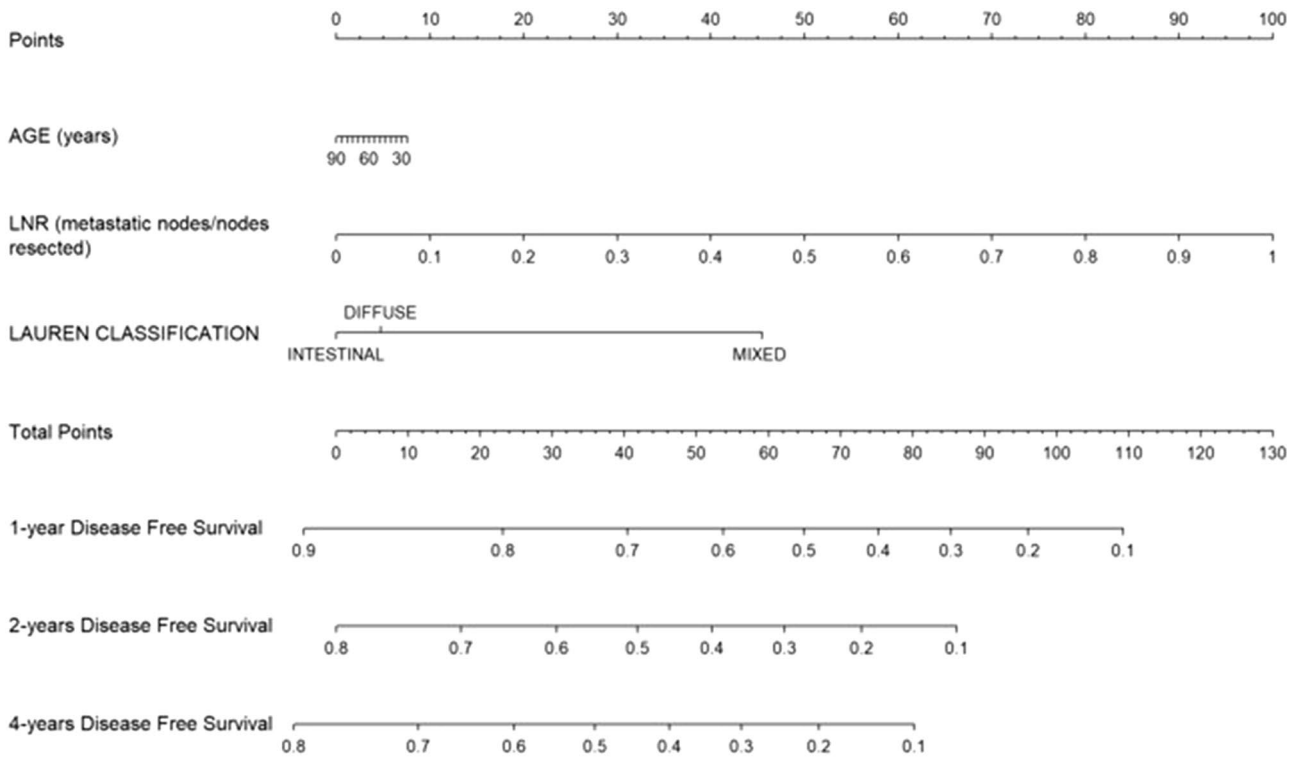 0 10 20 30 40 50 60 70 80 90 100
Points
AGE (years)
90 60 30
LNR (metastatic nodes/nodes
resected)
0 0.1 0.2 0.3 0.4 0.5 0.6 0.7 0.8 0.9 1
DIFFUSE
LAUREN CLASSIFICATION
INTESTINAL MIXED
Total Points
0 10 20 30 40 50 60 70 80 90 100 110 120 130
1-year Disease Free Survival
0.9 0.8 0.7 0.6 0.5 0.4 0.3 0.2 0.1
2-years Disease Free Survival
0.8 0.7 0.6 0.5 0.4 0.3 0.2 0.1
4-years Disease Free Survival
0.8 0.7 0.6 0.5 0.4 0.3 0.2 0.1